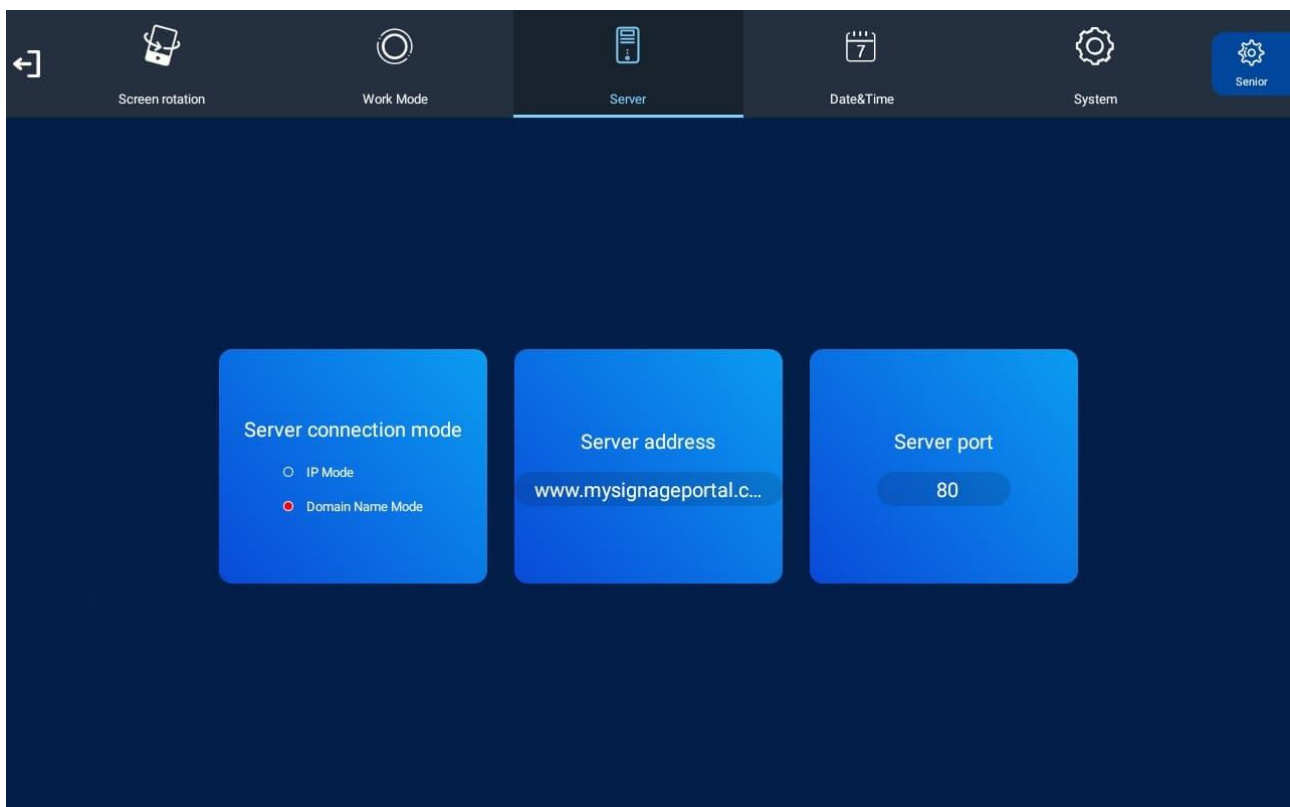 Screen rotation
Work Mode
Server
7
Date&Time
System
Senior
Server connection mode
IP Mode
Domain Name Mode
Server address
www.mysignageportal.c...
Server port
80